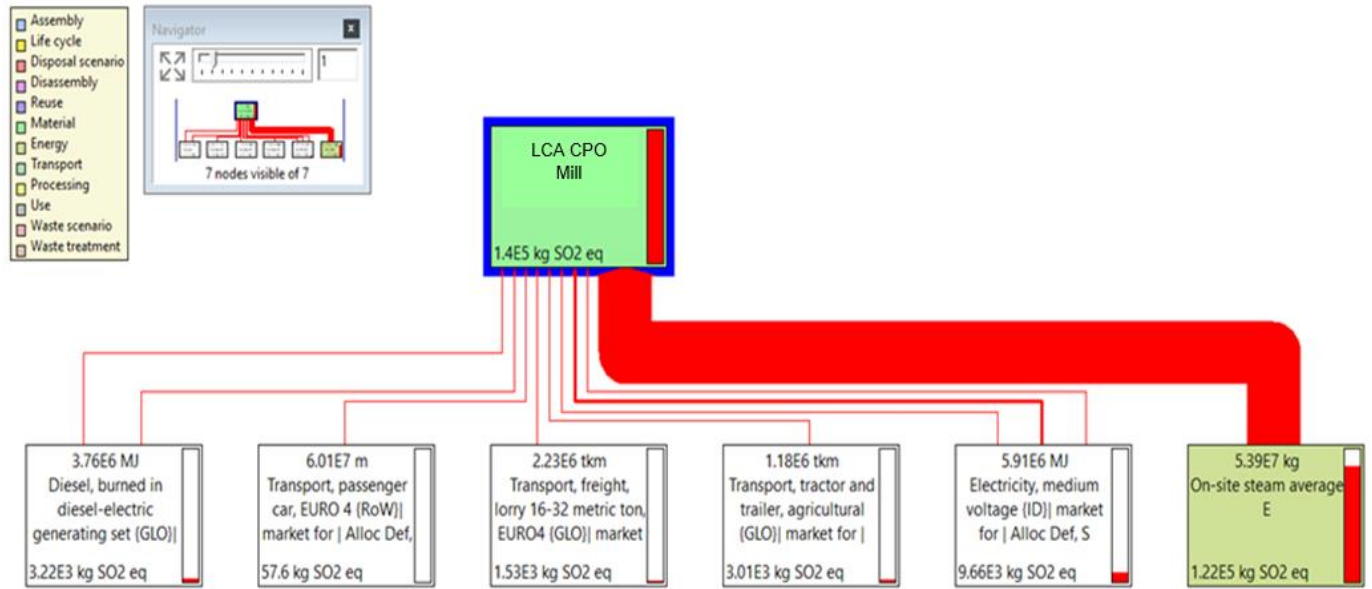 Assembly
Life cycle
Disposal scenario
Disassembly
Reuse
Material
Energy
Transport
Processing
Use
Waste scenario
Waste treatment
Navigator
x
1
7 nodes visible of 7
LCA CPO
Mill
1.4E5 kg SO2 eq
3.76E6 MJ
Diesel, burned in
diesel-electric
generating set {GLO}|
3.22E3 kg SO2 eq
6.01E7 m
Transport, passenger
car, EURO 4 {RoW}|
market for | Alloc Def,
57.6 kg SO2 eq
2.23E6 tkm
Transport, freight,
lorry 16-32 metric ton,
EURO4 {GLO}| market
1.53E3 kg SO2 eq
1.18E6 tkm
Transport, tractor and
trailer, agricultural
{GLO}| market for |
3.01E3 kg SO2 eq
5.91E6 MJ
Electricity, medium
voltage {ID}| market
for | Alloc Def, S
9.66E3 kg SO2 eq
5.39E7 kg
On-site steam average
E
1.22E5 kg SO2 eq